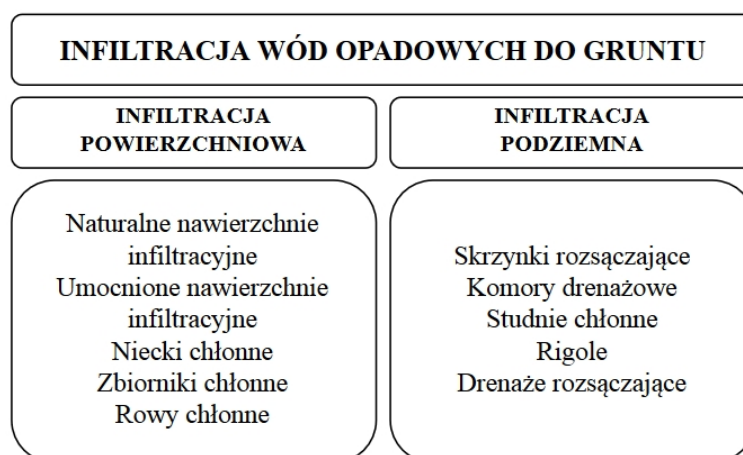 INFILTRACJA WÓD OPADOWYCH DO GRUNTU
INFILTRACJA
POWIERZCHNIOWA
INFILTRACJA
PODZIEMNA
Naturalne nawierzchnie
infiltracyjne
Umocnione nawierzchnie
infiltracyjne
Niecki chłonne
Zbiorniki chłonne
Rowy chłonne
Skrzynki rozsączające
Komory drenażowe
Studnie chłonne
Rigole
Drenaże rozsączające